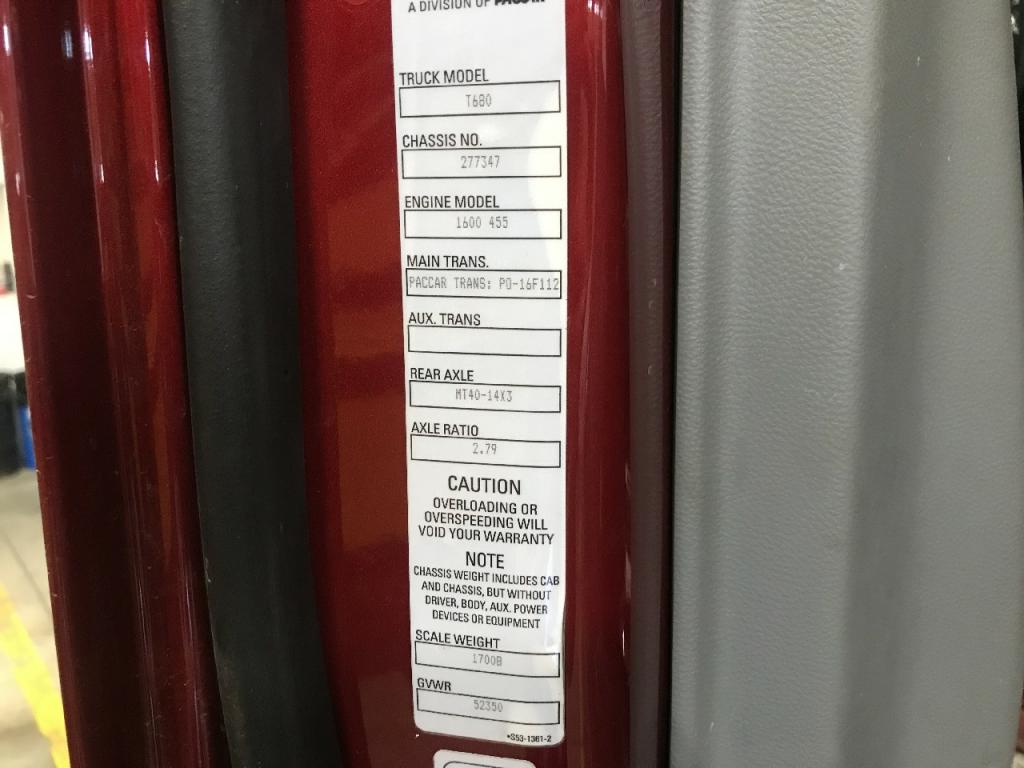 A DIVISION OF PACCAR
TRUCK MODEL
T680
CHASSIS NO.
277347
ENGINE MODEL
1600 455
MAIN TRANS.
PACCAR TRANS: PO-16F112
AUX. TRANS
REAR AXLE
MT40-14X3
AXLE RATIO
2.79
CAUTION
OVERLOADING OR
OVERSPEEDING WILL
VOID YOUR WARRANTY
NOTE
CHASSIS WEIGHT INCLUDES CAB
AND CHASSIS, BUT WITHOUT
DRIVER, BODY, AUX. POWER
DEVICES OR EQUIPMENT
SCALE WEIGHT
17008
GVWR
52350
*S53-1361-2